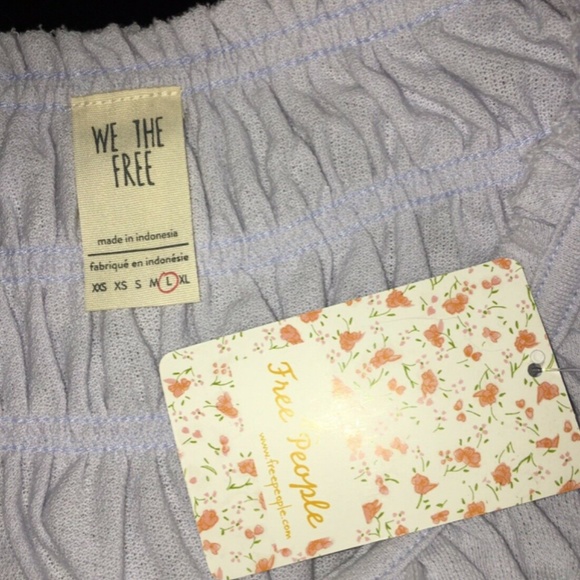 WE THE
FREE
made in indonesia
fabriqué en indonésie
XXS XS S M L XL
Free People
www.freepeople.com